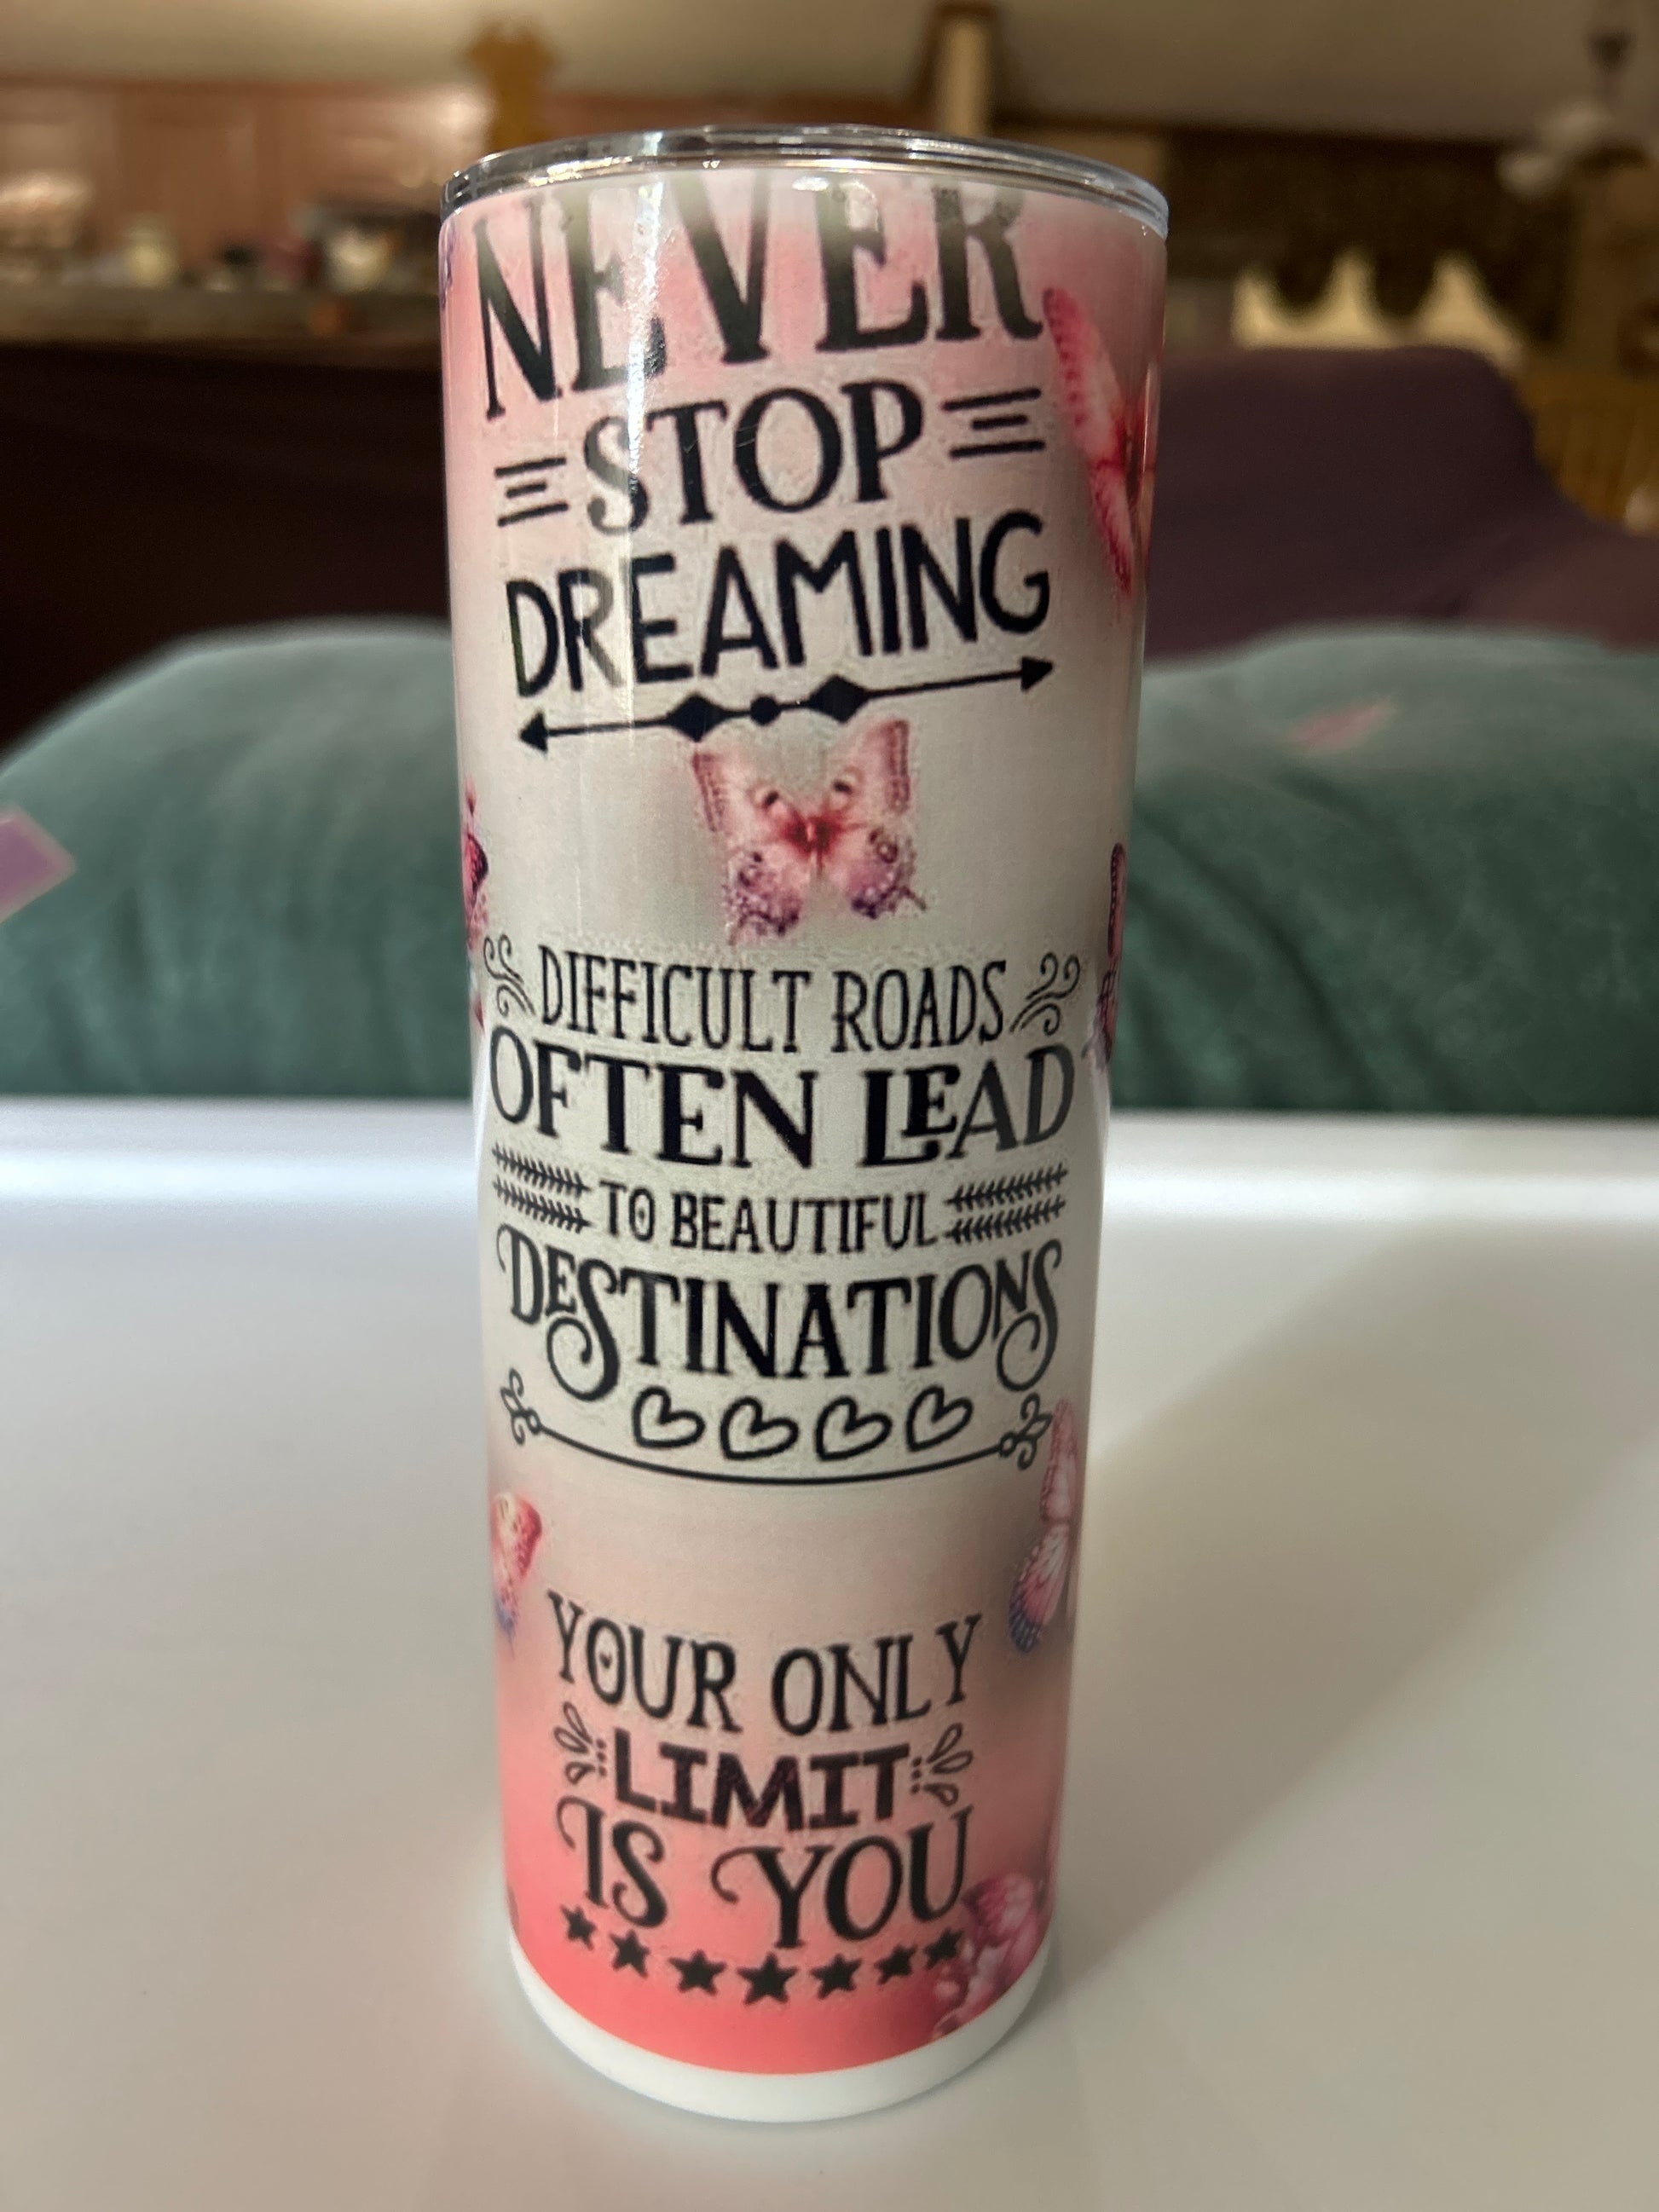 NEVER
STOP
DREAMING
DIFFICULT ROADS
OFTEN LEAD
TO BEAUTIFUL
DESTINATIONS
YOUR ONLY
LIMIT
IS YOU